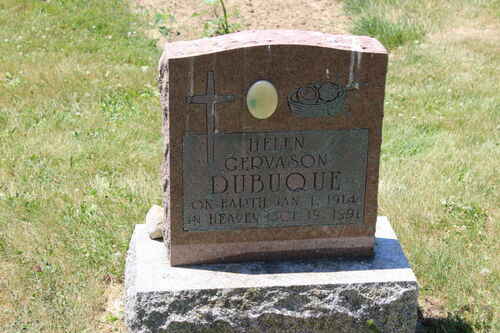 HELEN
GERVASON
DUBUQUE
ON EARTH JAN 1, 1914
IN HEAVEN OCT 19, 1991